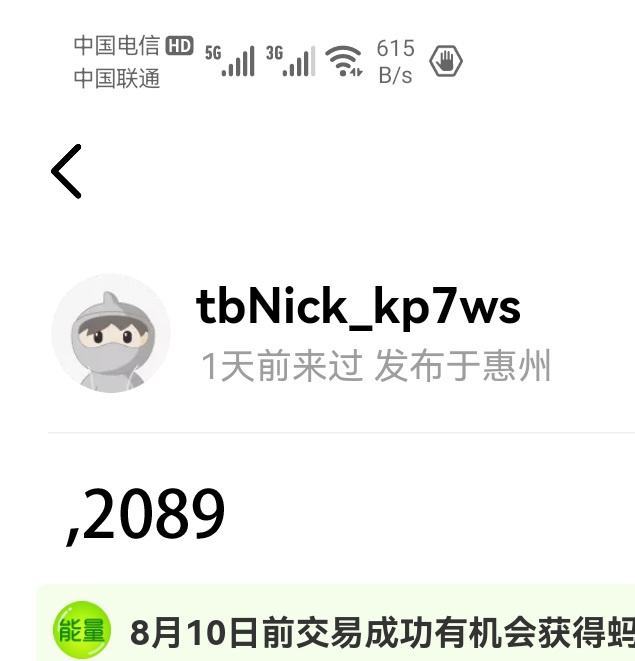 中国电信 HD 5G 3G 615
中国联通 B/s
tbNick_kp7ws
1天前来过 发布于惠州
,2089
能量 8月10日前交易成功有机会获得蚂